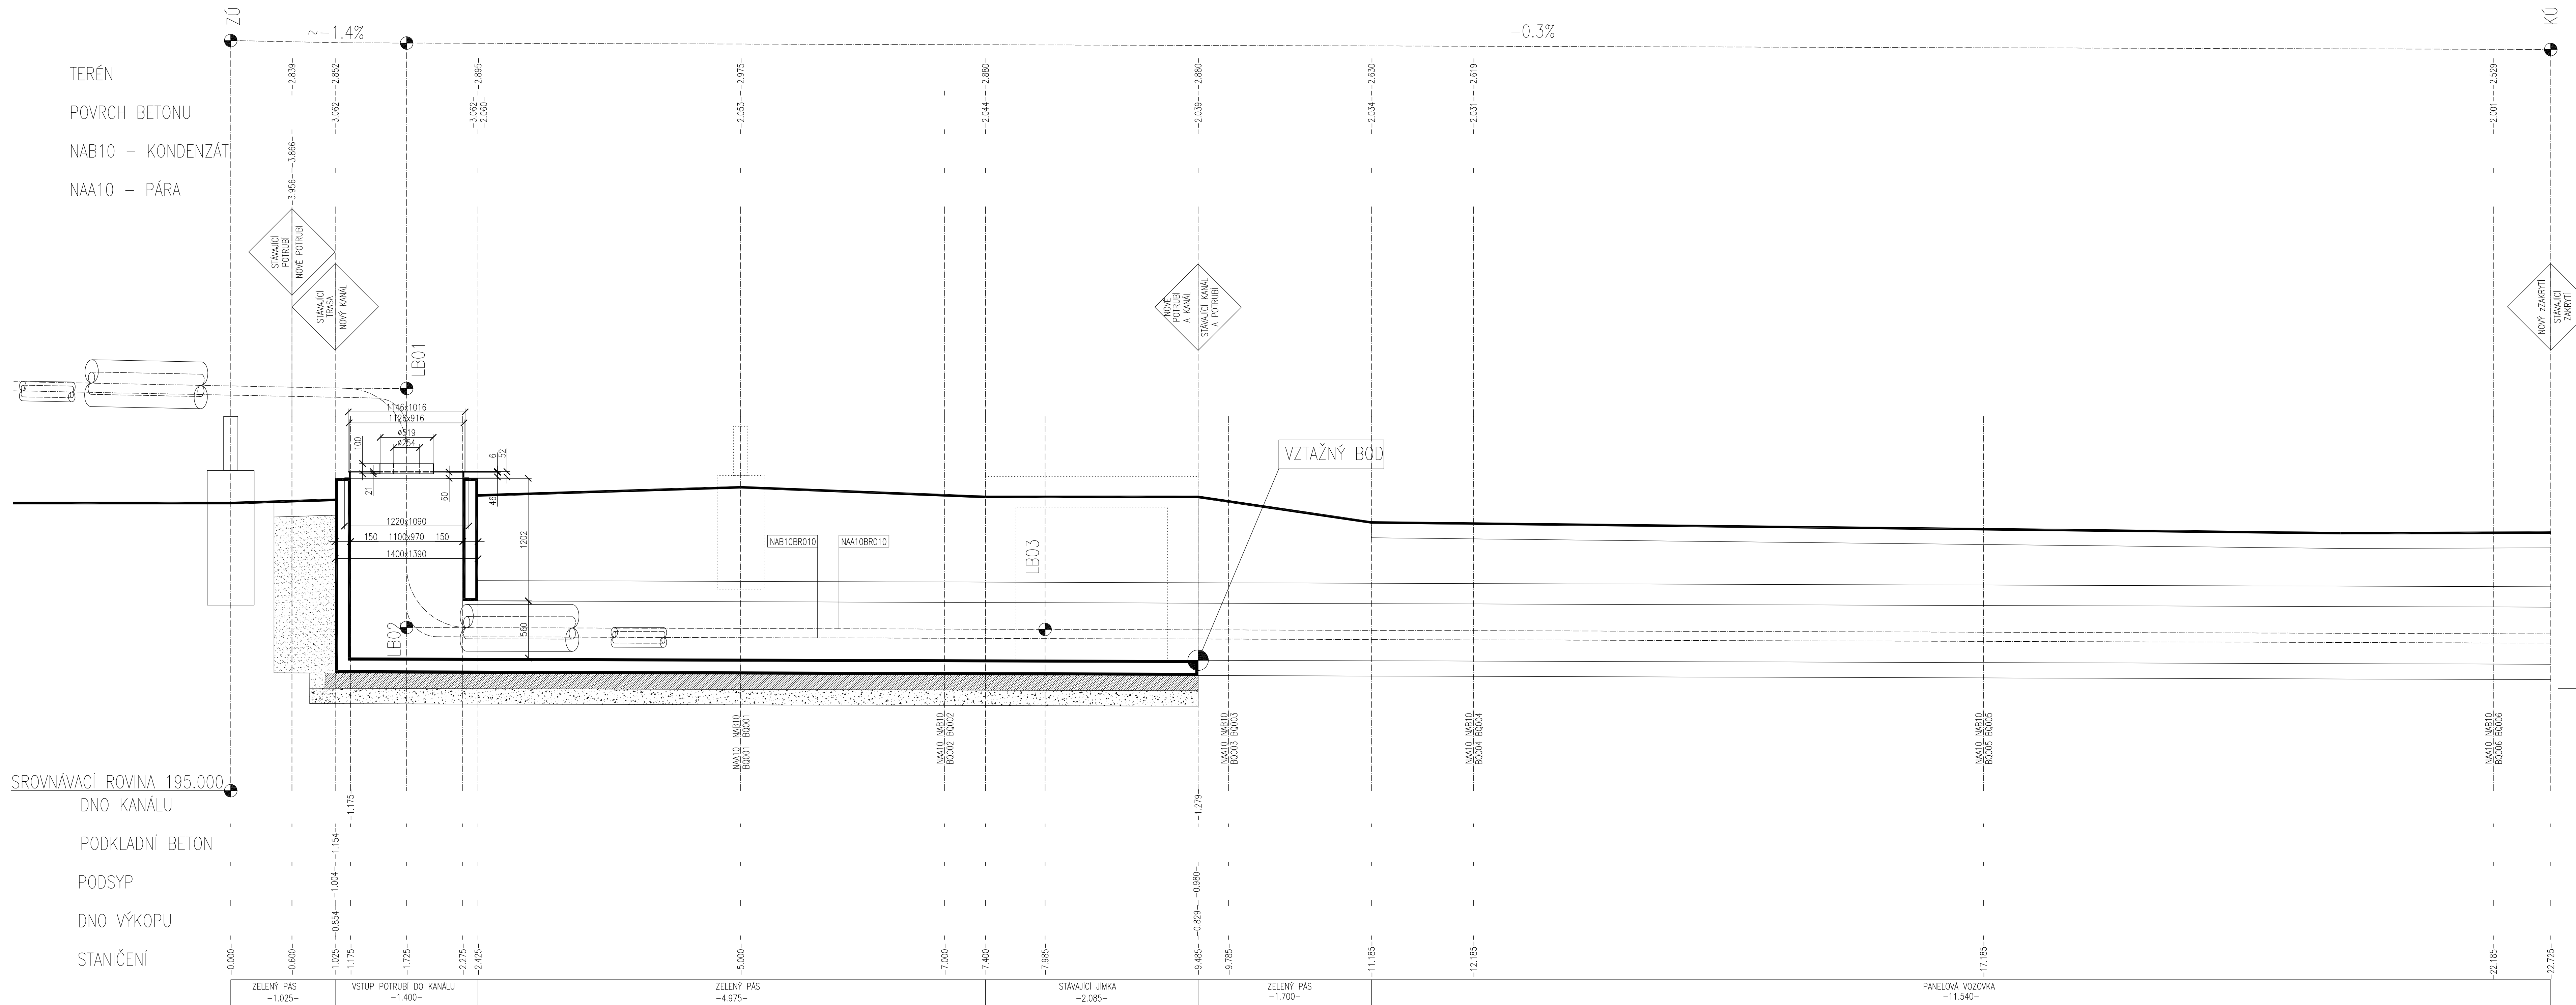 ZÚ
~-1.4%
-0.3%
KÚ
TERÉN
-2.839-
-2.852-
-2.895-
-2.975-
-2.880-
-2.880-
-2.630-
-2.619-
-2.529-
POVRCH BETONU
-3.062-
-3.062-
-2.060-
-2.053-
-2.044-
-2.039-
-2.034-
-2.031-
-2.001-
NAB10 - KONDENZÁT
-3.866-
NAA10 - PÁRA
-3.956-
STÁVAJÍCÍ
POTRUBÍ
NOVÉ POTRUBÍ
STÁVAJÍCÍ
TRASA
NOVÝ KANÁL
NOVÉ
POTRUBÍ
A KANÁL
STÁVAJÍCÍ KANÁL
A POTRUBÍ
NOVÝ zZAKRYTÍ
STÁVAJÍCÍ
ZAKRYTÍ
LB01
1146x1016
1126x916
ø519
ø254
100
21
60
6
52
46
1220x1090
150 1100x970 150
1400x1390
1202
560
LB02
NAB10BR010
NAA10BR010
LB03
VZTAŽNÝ BOD
NAA10 NAB10
BQ001 BQ001
NAA10 NAB10
BQ002 BQ002
NAA10 NAB10
BQ003 BQ003
NAA10 NAB10
BQ004 BQ004
NAA10 NAB10
BQ005 BQ005
NAA10 NAB10
BQ006 BQ006
SROVNÁVACÍ ROVINA 195.000
DNO KANÁLU
-1.175-
-1.279-
PODKLADNÍ BETON
-1.154-
PODSYP
-1.004-
-0.980-
DNO VÝKOPU
-0.854-
-0.829-
STANIČENÍ
-0.000-
-0.600-
-1.025-
-1.175-
-1.725-
-2.275-
-2.425-
-5.000-
-7.000-
-7.400-
-7.985-
-9.485-
-9.785-
-11.185-
-12.185-
-17.185-
-22.185-
-22.725-
ZELENÝ PÁS
-1.025-
VSTUP POTRUBÍ DO KANÁLU
-1.400-
ZELENÝ PÁS
-4.975-
STÁVAJÍCÍ JÍMKA
-2.085-
ZELENÝ PÁS
-1.700-
PANELOVÁ VOZOVKA
-11.540-